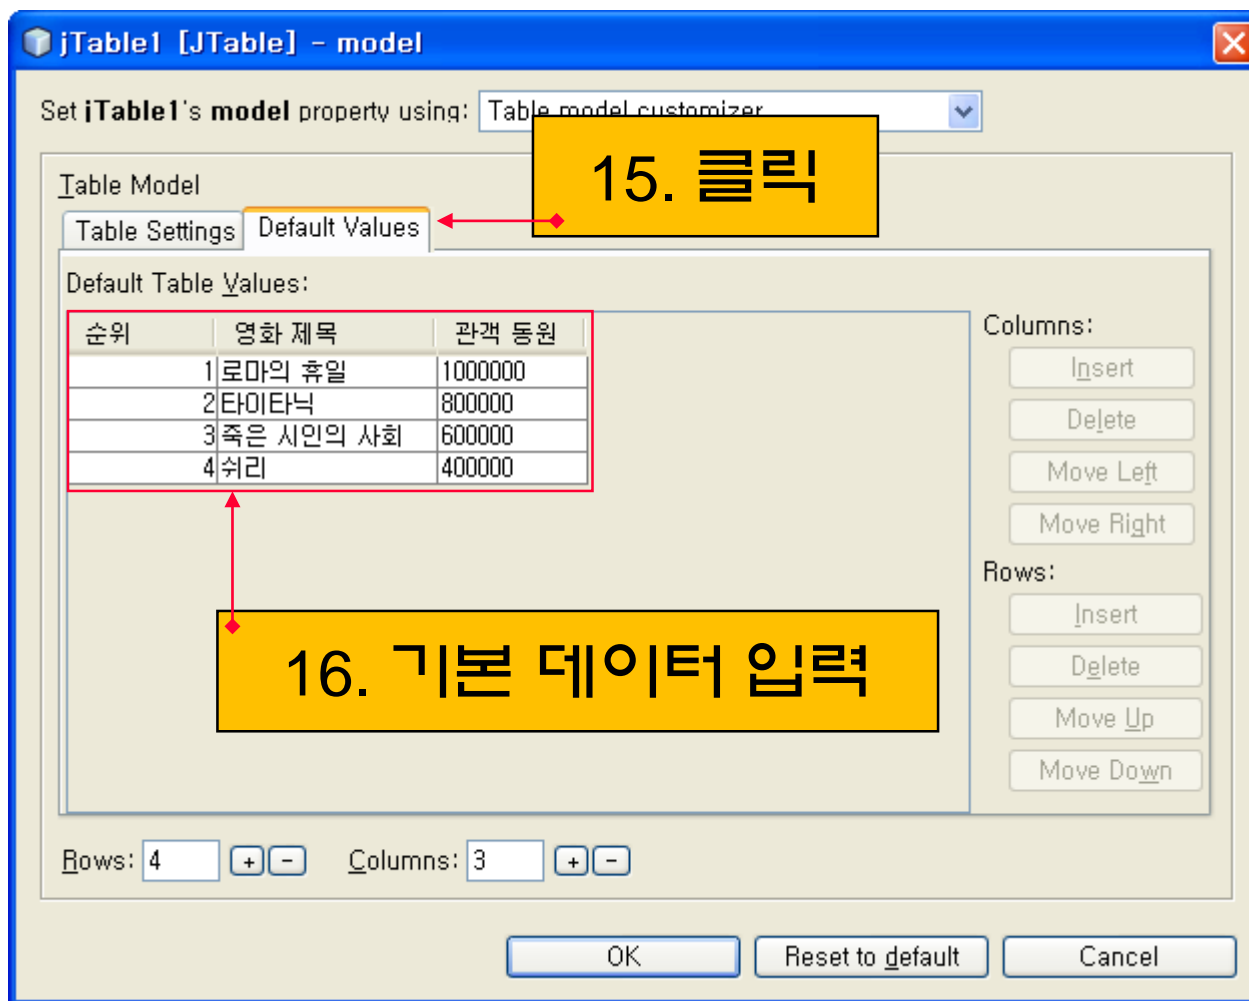 jTable1 [JTable] - model
Set jTable1's model property using: Table model customizer
15. 클릭
Table Model
Table Settings Default Values
Default Table Values:
순위 영화 제목 관객 동원
1 로마의 휴일 1000000
2 타이타닉 800000
3 죽은 시인의 사회 600000
4 쉬리 400000
Columns:
Insert
Delete
Move Left
Move Right
Rows:
Insert
Delete
Move Up
Move Down
16. 기본 데이터 입력
Rows: 4 + - Columns: 3 + -
OK Reset to default Cancel